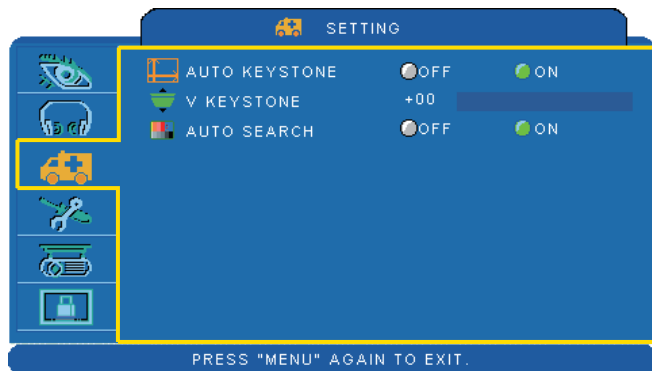 SETTING
AUTO KEYSTONE OFF ON
V KEYSTONE +00
AUTO SEARCH OFF ON
PRESS "MENU" AGAIN TO EXIT.